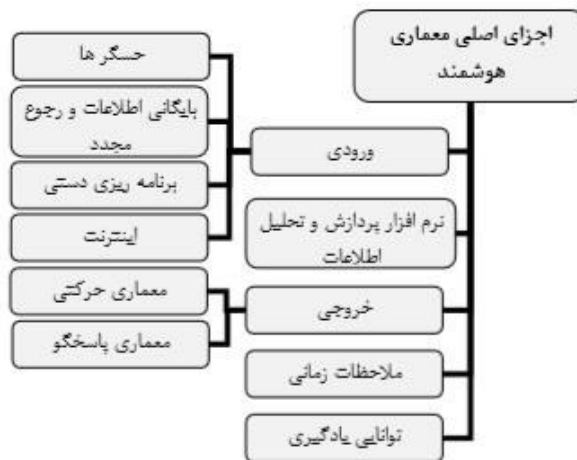 اجزای اصلی معماری
هوشمند
ورودی
حسگر ها
بایگانی اطلاعات و رجوع
مجدد
برنامه ریزی دستی
اینترنت
نرم افزار پردازش و تحلیل
اطلاعات
خروجی
معماری حرکتی
معماری پاسخگو
ملاحظات زمانی
توانایی یادگیری